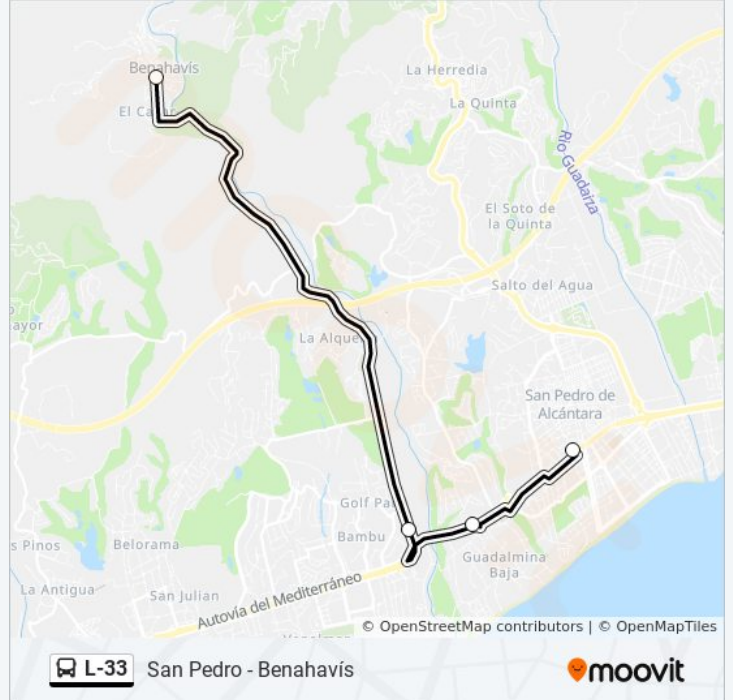 Benahavís
La Heredia
El Ca
La Quinta
Río Guadaiza
El Soto de
la Quinta
Salto del Agua
ayor
La Alque
San Pedro de
Alcántara
Golf Pa
Bambu
s Pinos
Belorama
Guadalmina
Baja
La Antigua
San Julian
Autovía del Mediterráneo
© OpenStreetMap contributors | © OpenMapTiles
L-33
San Pedro - Benahavís
moovit